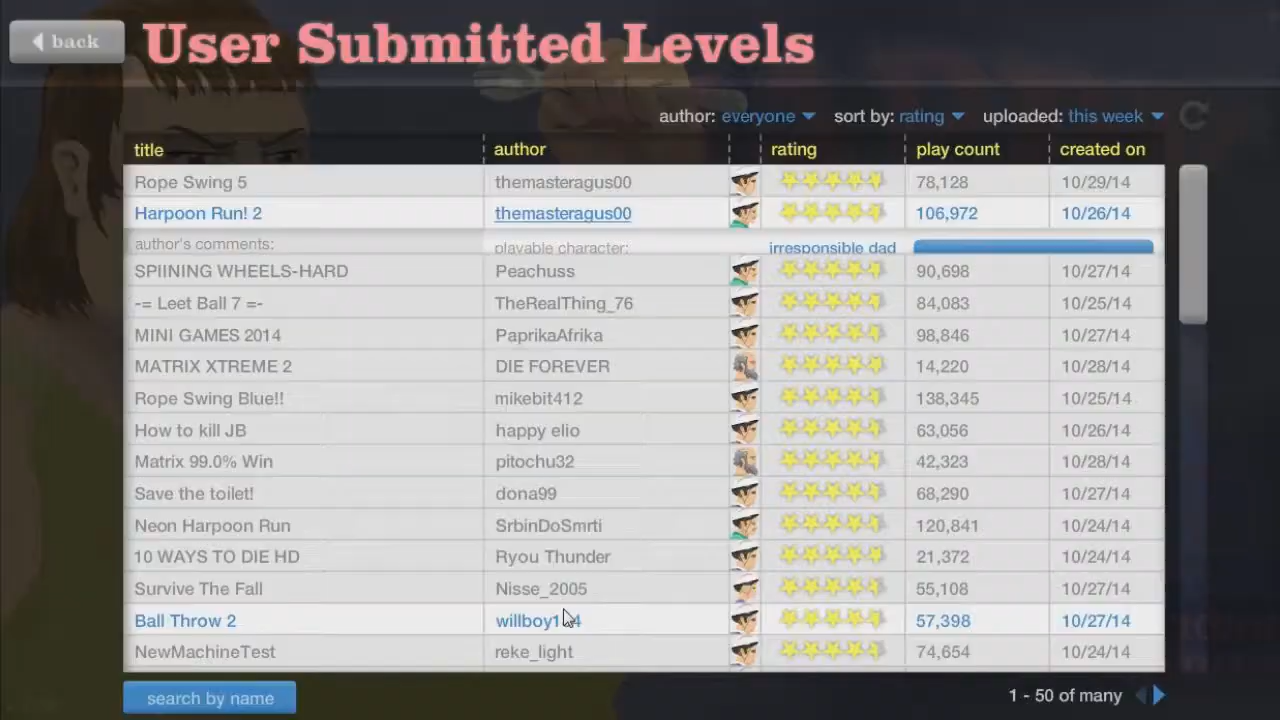 back
User Submitted Levels
author: everyone sort by: rating uploaded: this week
title author rating play count created on
Rope Swing 5 themasteragus00 78,128 10/29/14
Harpoon Run! 2 themasteragus00 106,972 10/26/14
author's comments: playable character: irresponsible dad
SPIINING WHEELS-HARD Peachuss 90,698 10/27/14
-= Leet Ball 7 =- TheRealThing_76 84,083 10/25/14
MINI GAMES 2014 PaprikaAfrika 98,846 10/27/14
MATRIX XTREME 2 DIE FOREVER 14,220 10/28/14
Rope Swing Blue!! mikebit412 138,345 10/25/14
How to kill JB happy elio 63,056 10/26/14
Matrix 99.0% Win pitochu32 42,323 10/28/14
Save the toilet! dona99 68,290 10/27/14
Neon Harpoon Run SrbinDoSmrti 120,841 10/24/14
10 WAYS TO DIE HD Ryou Thunder 21,372 10/24/14
Survive The Fall Nisse_2005 55,108 10/27/14
Ball Throw 2 57,398 10/27/14
NewMachineTest reke_light 74,654 10/24/14
search by name 1 - 50 of many